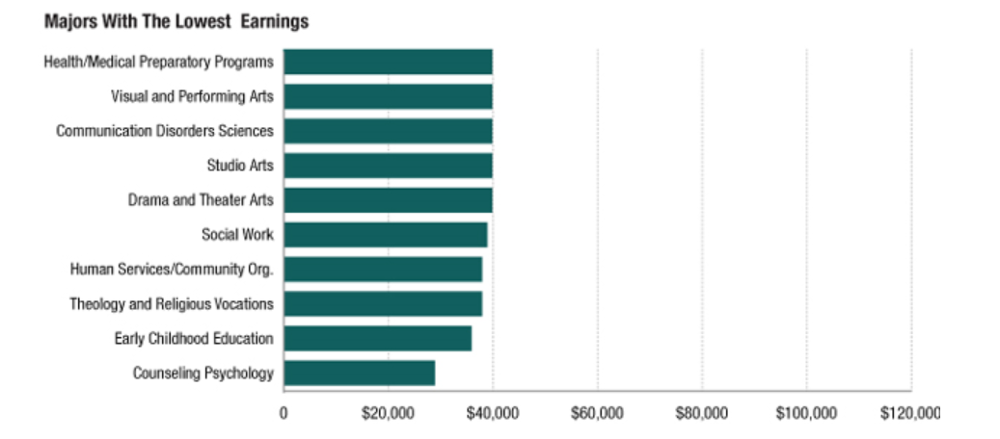 Majors With The Lowest Earnings
Health/Medical Preparatory Programs
Visual and Performing Arts
Communication Disorders Sciences
Studio Arts
Drama and Theater Arts
Social Work
Human Services/Community Org.
Theology and Religious Vocations
Early Childhood Education
Counseling Psychology
0 $20,000 $40,000 $60,000 $80,000 $100,000 $120,000